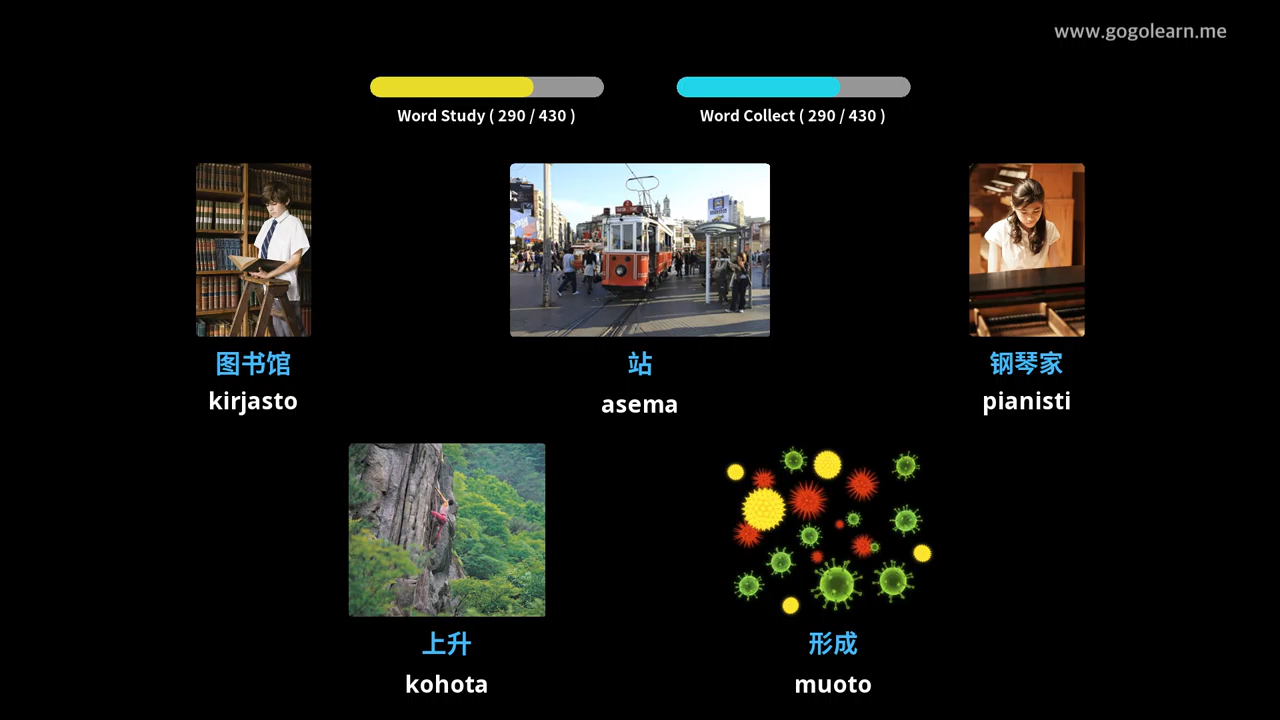 www.gogolearn.me
Word Study ( 290 / 430 )
Word Collect ( 290 / 430 )
图书馆
kirjasto
站
asema
钢琴家
pianisti
上升
kohota
形成
muoto